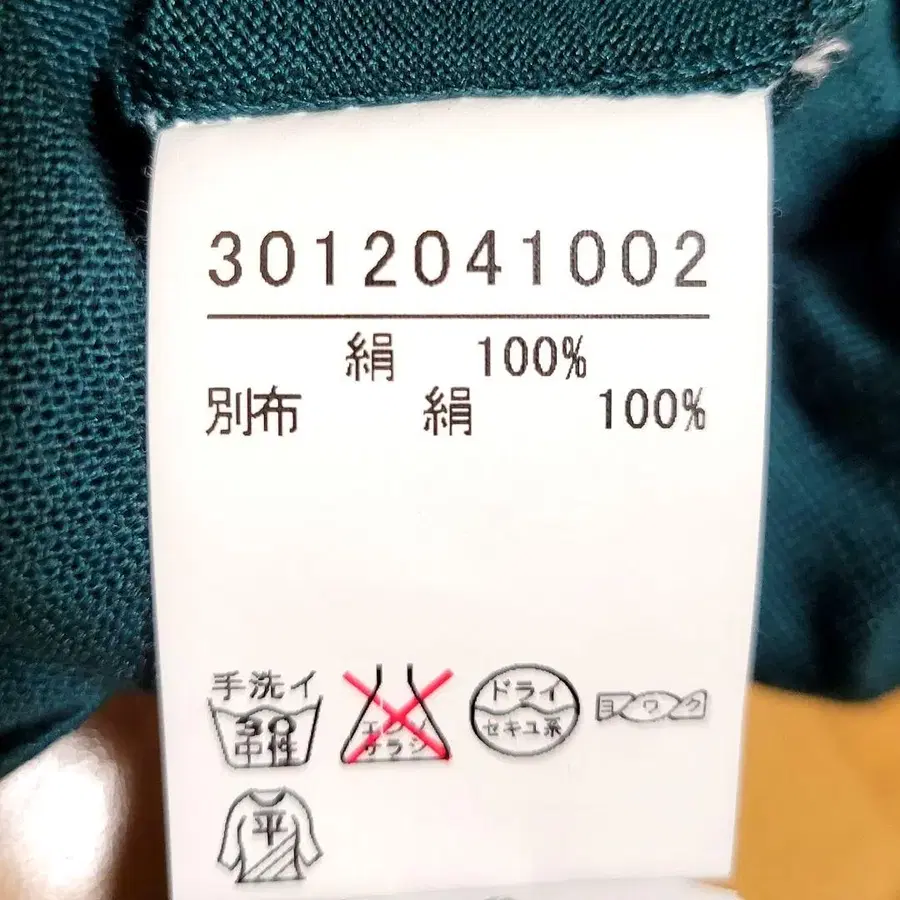 3012041002
絹 100%
別布 絹 100%
手洗イ
30
中性
エンソ
サラシ
ドライ
セキユ系
ヨワク
平